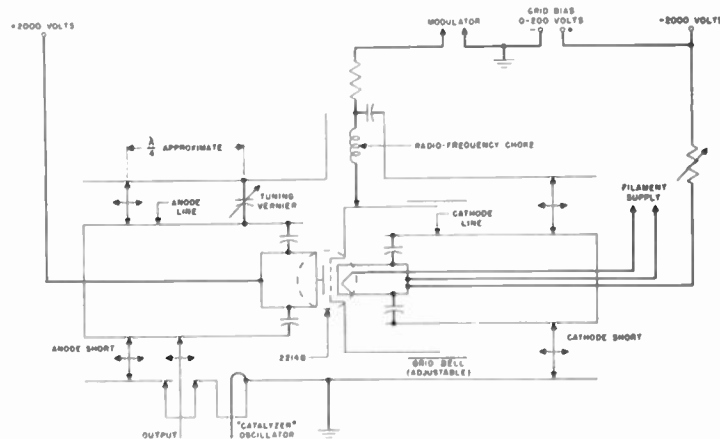 +2000 VOLTS
MODULATOR
GRID BIAS
0-200 VOLTS
- +
+2000 VOLTS
λ/4 APPROXIMATE
RADIO-FREQUENCY CHOKE
ANODE
LINE
TUNING
VERNIER
CATHODE
LINE
FILAMENT
SUPPLY
ANODE SHORT
CATHODE SHORT
GRID BELL
(ADJUSTABLE)
OUTPUT
"CATALYZER"
OSCILLATOR